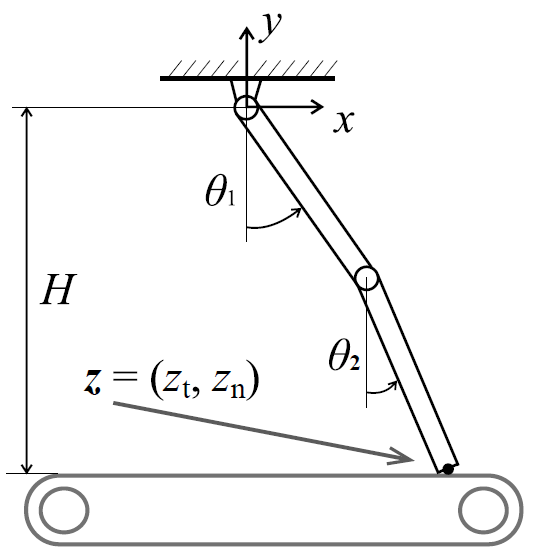 y
x
θ₁
H
θ₂
z = (zₜ, zₙ)